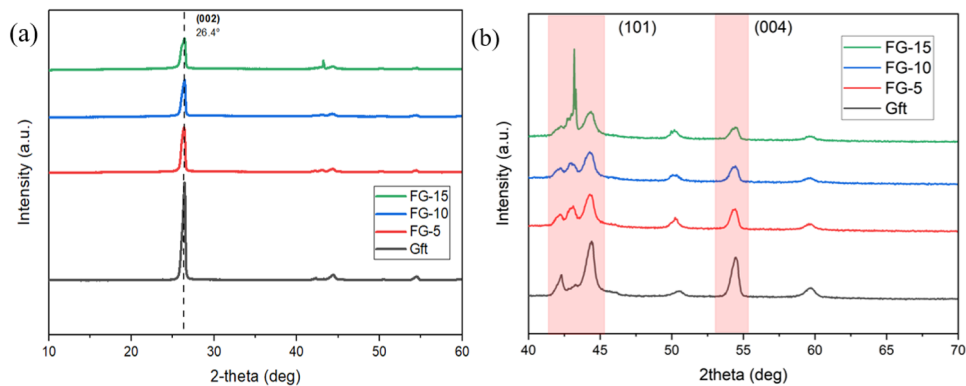 (a)
(002)
26.4°
FG-15
FG-10
FG-5
Gft
Intensity (a.u.)
10 20 30 40 50 60
2-theta (deg)
(b)
(101) (004)
FG-15
FG-10
FG-5
Gft
Intensity (a.u.)
40 45 50 55 60 65 70
2theta (deg)